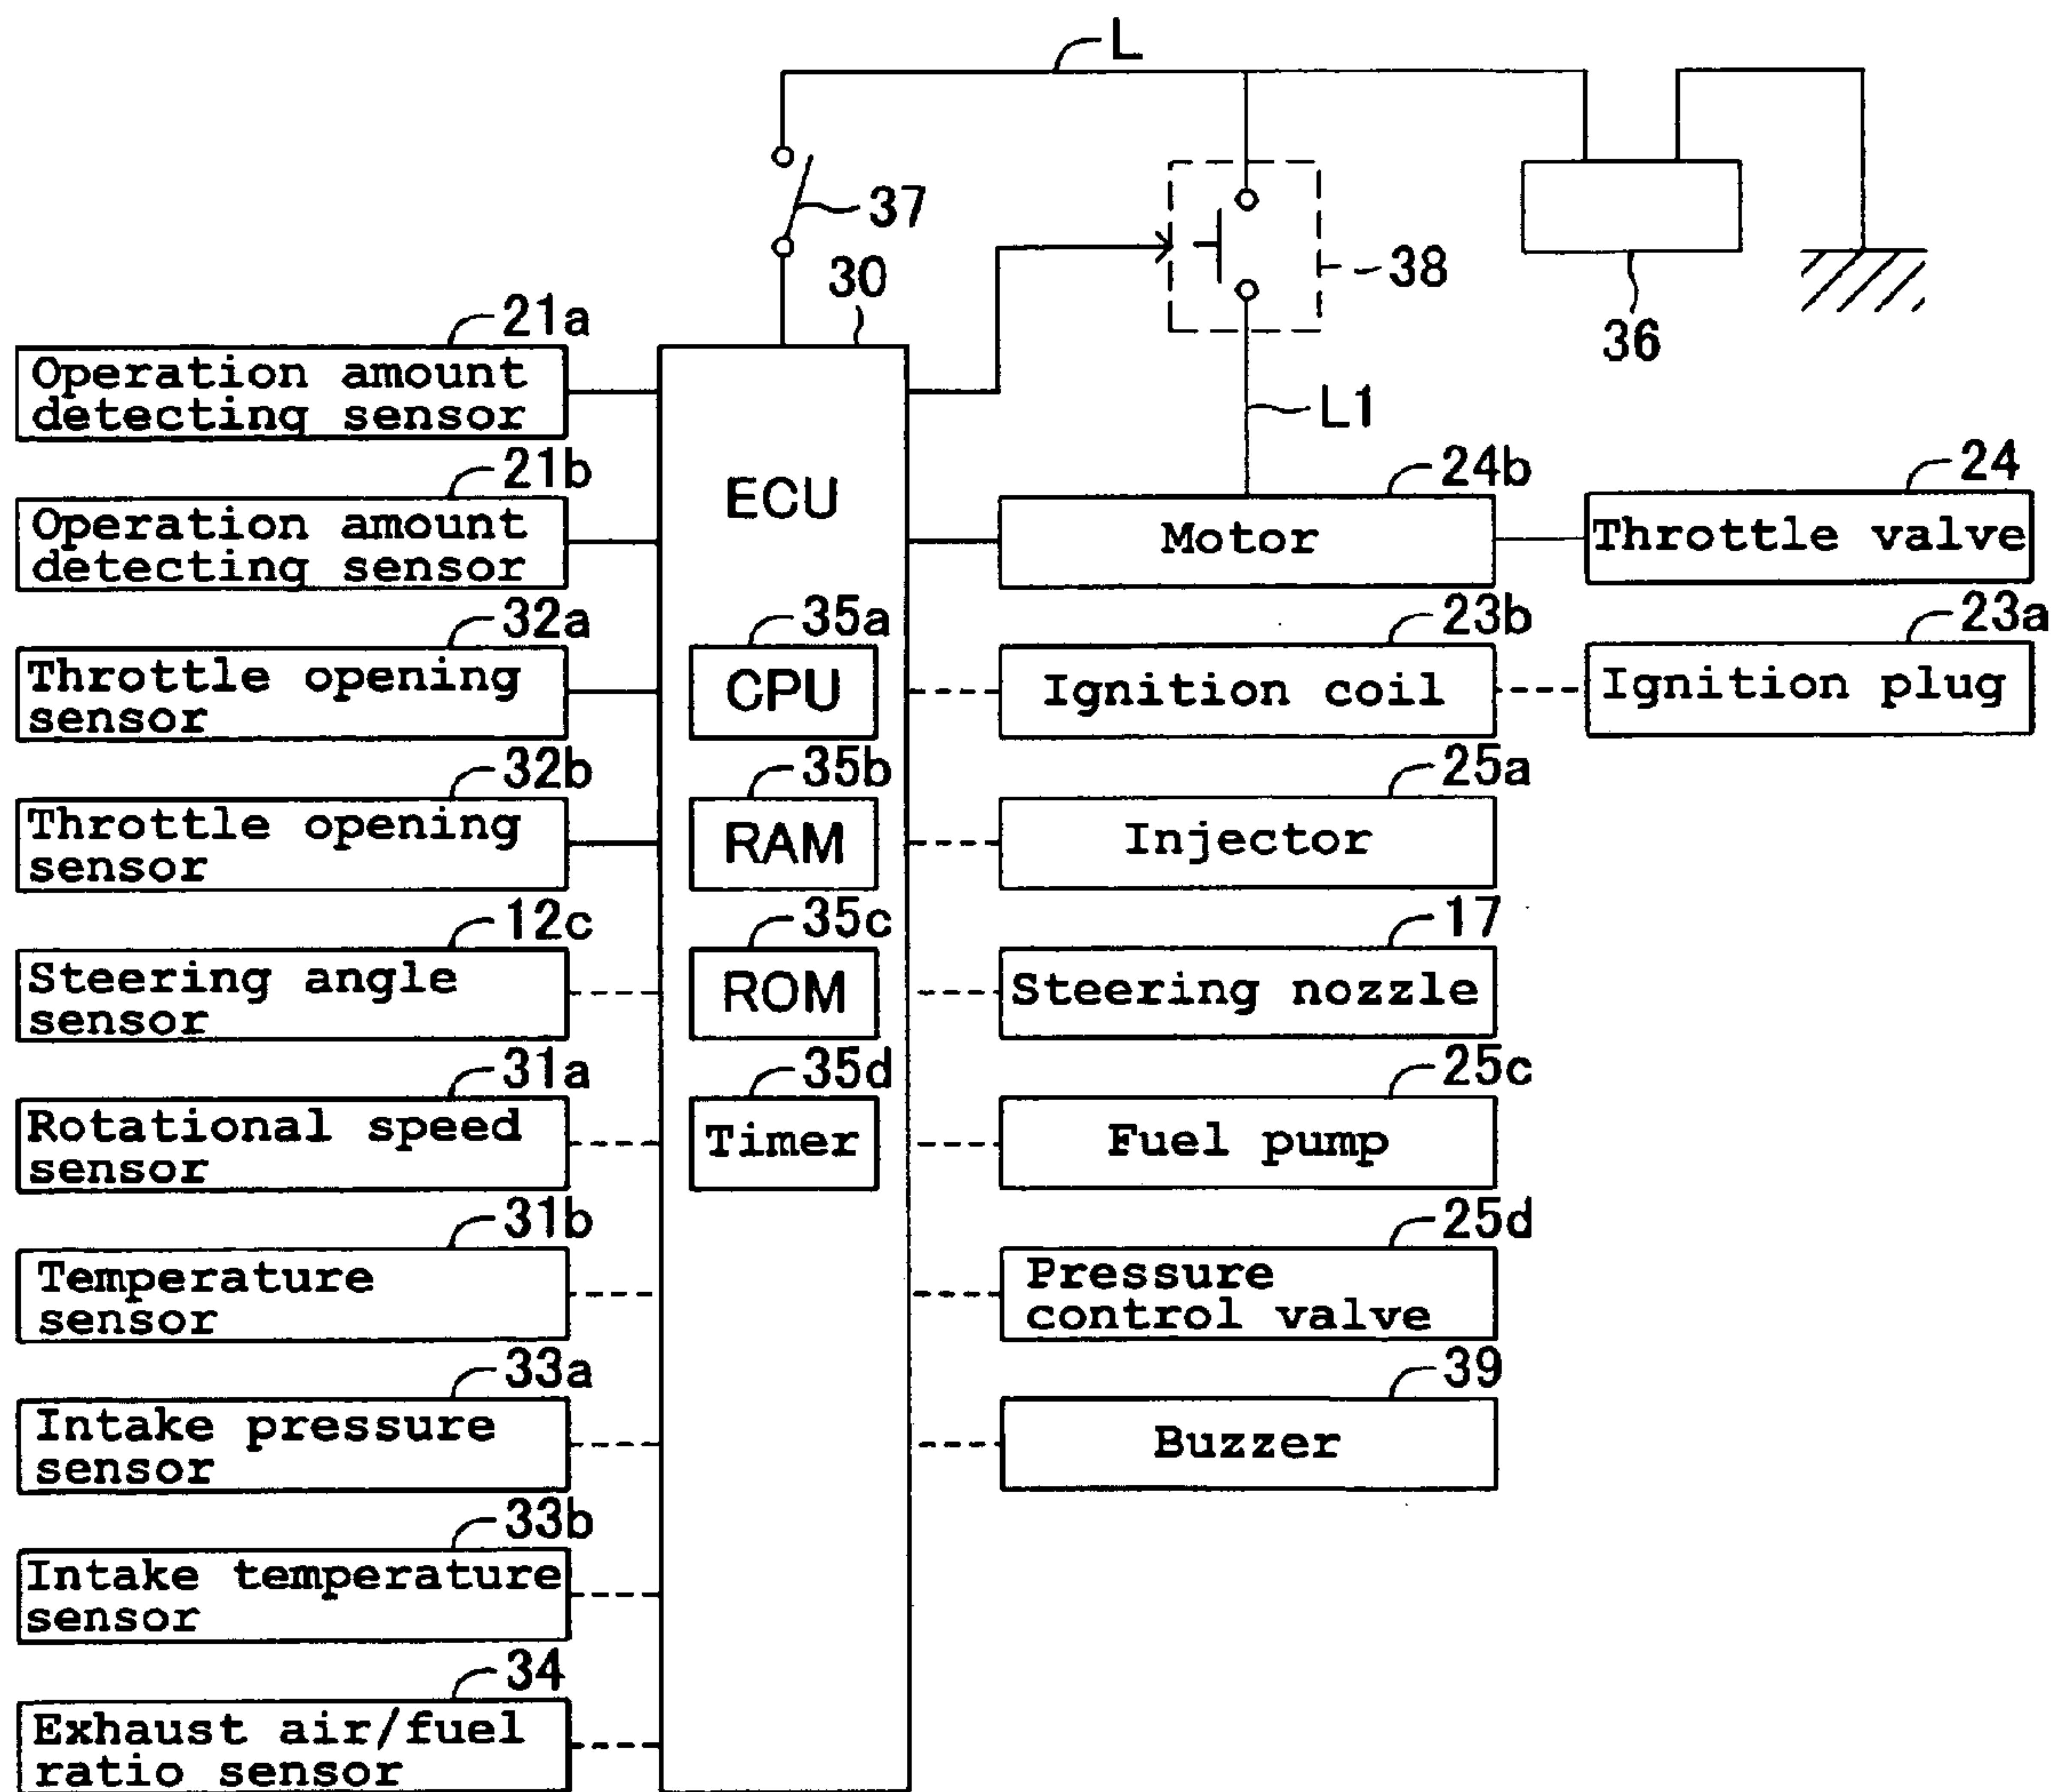 L
37
30
38
36
21a
Operation amount
detecting sensor
L1
21b
Operation amount
detecting sensor
ECU
24b
Motor
24
Throttle valve
32a
Throttle opening
sensor
35a
CPU
23b
Ignition coil
23a
Ignition plug
32b
Throttle opening
sensor
35b
RAM
25a
Injector
12c
Steering angle
sensor
35c
ROM
17
Steering nozzle
31a
Rotational speed
sensor
35d
Timer
25c
Fuel pump
31b
Temperature
sensor
25d
Pressure
control valve
33a
Intake pressure
sensor
39
Buzzer
33b
Intake temperature
sensor
34
Exhaust air/fuel
ratio sensor